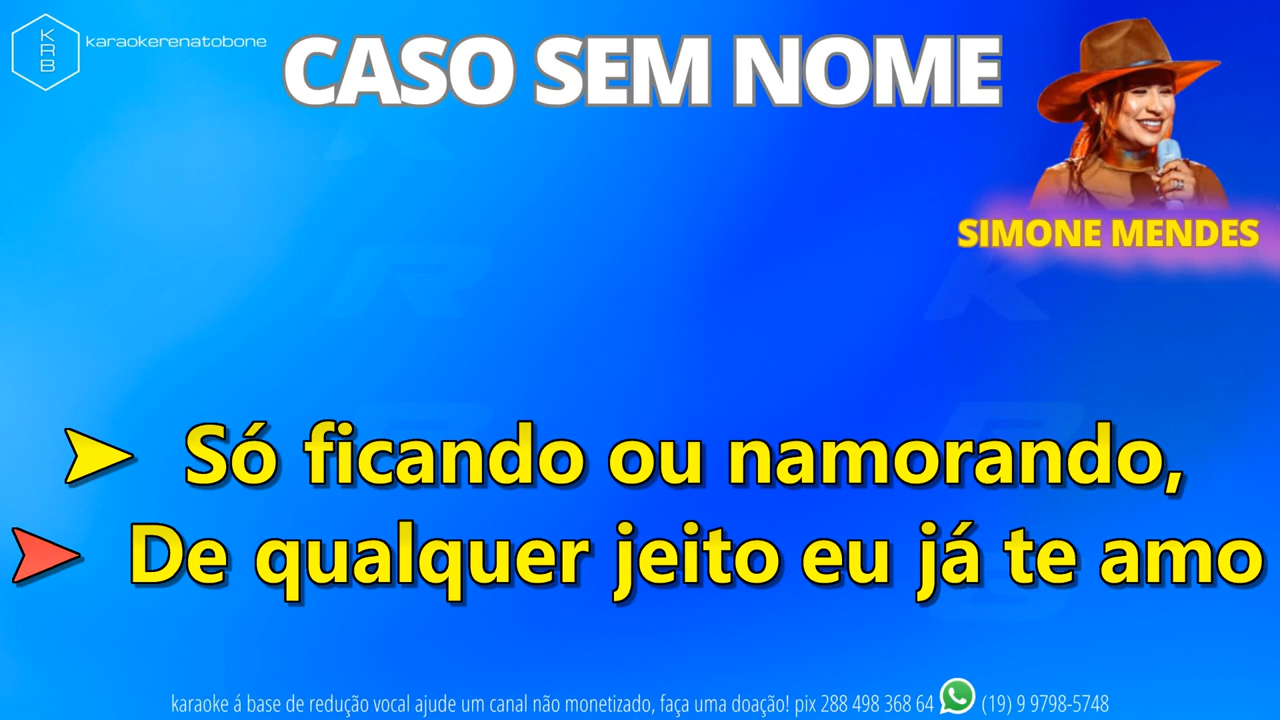 KRB
karaokerenatobone
CASO SEM NOME
SIMONE MENDES
Só ficando ou namorando,
De qualquer jeito eu já te amo
karaoke á base de redução vocal ajude um canal não monetizado, faça uma doação! pix 288 498 368 64 (19) 9 9798-5748